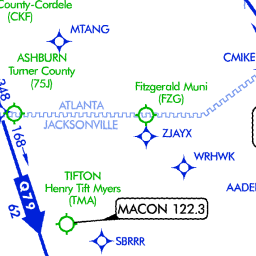 County-Cordele
(CKF)
MTANG
ASHBURN
Turner County
(75J)
CMIKE
Fitzgerald Muni
(FZG)
ATLANTA
JACKSONVILLE
348
168
ZJAYX
WRHWK
TIFTON
Henry Tift Myers
(TMA)
AADE
Q79
62
MACON 122.3
SBRRR